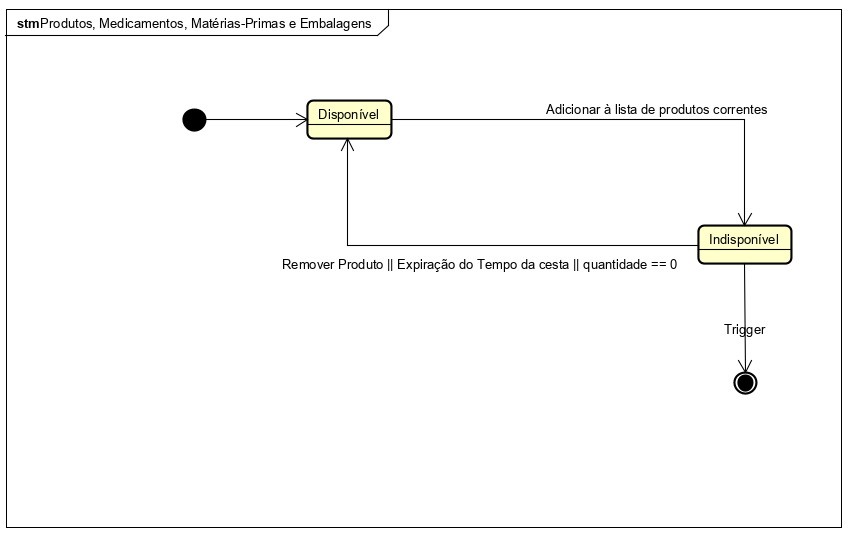 stmProdutos, Medicamentos, Matérias-Primas e Embalagens
Disponível
Adicionar à lista de produtos correntes
Indisponível
Remover Produto || Expiração do Tempo da cesta || quantidade == 0
Trigger